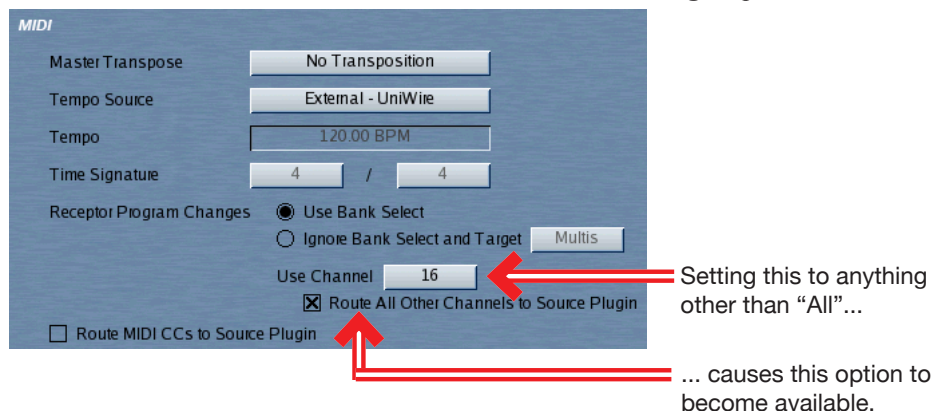 MIDI
Master Transpose No Transposition
Tempo Source External - UniWire
Tempo 120.00 BPM
Time Signature 4 / 4
Receptor Program Changes Use Bank Select
Ignore Bank Select and Target Multis
Use Channel 16
Route All Other Channels to Source Plugin
Route MIDI CCs to Source Plugin
Setting this to anything
other than “All”...
... causes this option to
become available.